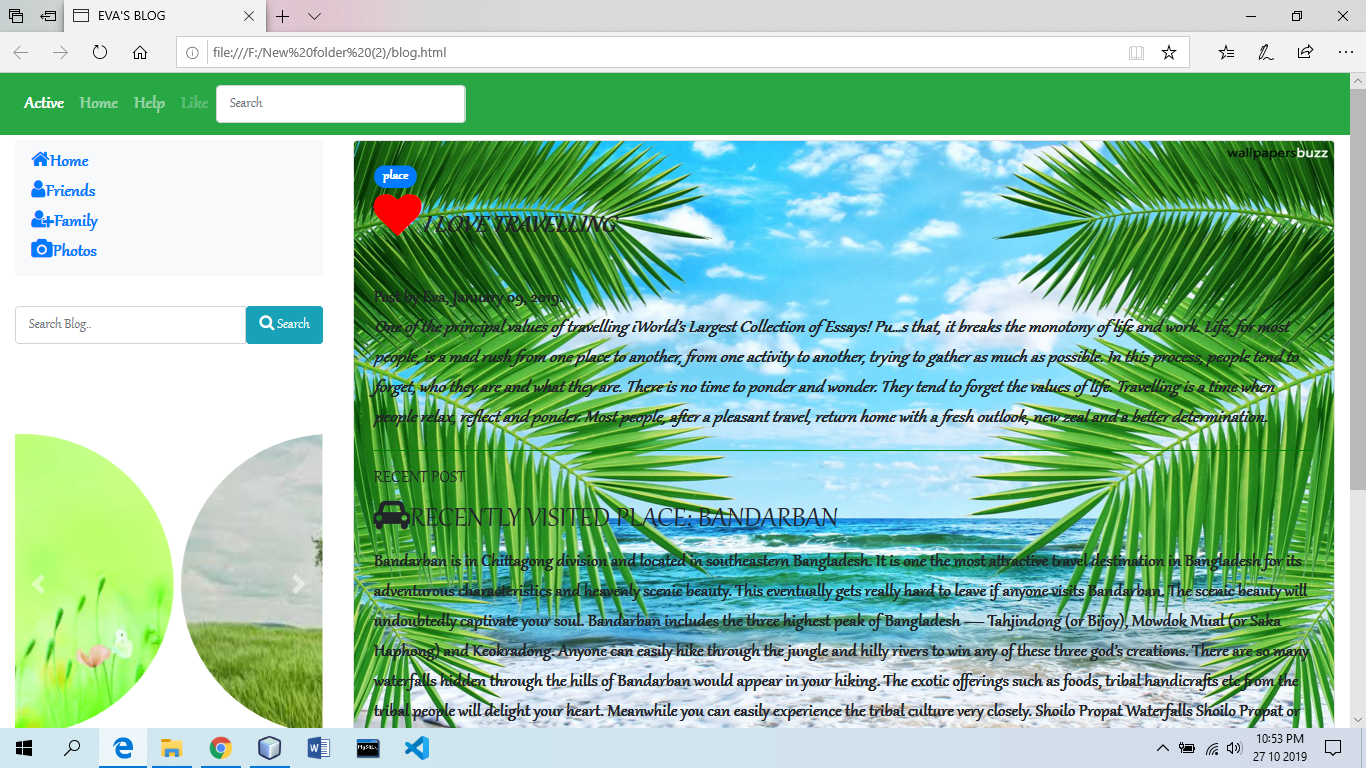 EVA'S BLOG
file:///F:/New%20folder%20(2)/blog.html
Active Home Help Like Search
Home
Friends
Family
Photos
Search Blog.. Search
wallpapersbuzz
place
I LOVE TRAVELLING
Post by Eva, January 09, 2019.
One of the principal values of travelling iWorld's Largest Collection of Essays! Pu...s that, it breaks the monotony of life and work. Life, for most
people, is a mad rush from one place to another, from one activity to another, trying to gather as much as possible. In this process, people tend to
forget, who they are and what they are. There is no time to ponder and wonder. They tend to forget the values of life. Travelling is a time when
people relax, reflect and ponder. Most people, after a pleasant travel, return home with a fresh outlook, new zeal and a better determination.
RECENT POST
RECENTLY VISITED PLACE: BANDARBAN
Bandarban is in Chittagong division and located in southeastern Bangladesh. It is one the most attractive travel destination in Bangladesh for its
adventurous characteristics and heavenly scenic beauty. This eventually gets really hard to leave if anyone visits Bandarban. The scenic beauty will
undoubtedly captivate your soul. Bandarban includes the three highest peak of Bangladesh –— Tahjindong (or Bijoy), Mowdok Mual (or Saka
Haphong) and Keokradong. Anyone can easily hike through the jungle and hilly rivers to win any of these three god's creations. There are so many
waterfalls hidden through the hills of Bandarban would appear in your hiking. The exotic offerings such as foods, tribal handicrafts etc from the
tribal people will delight your heart. Meanwhile you can easily experience the tribal culture very closely. Shoilo Propat Waterfalls Shoilo Propat or
MySQL
10:53 PM
27 10 2019